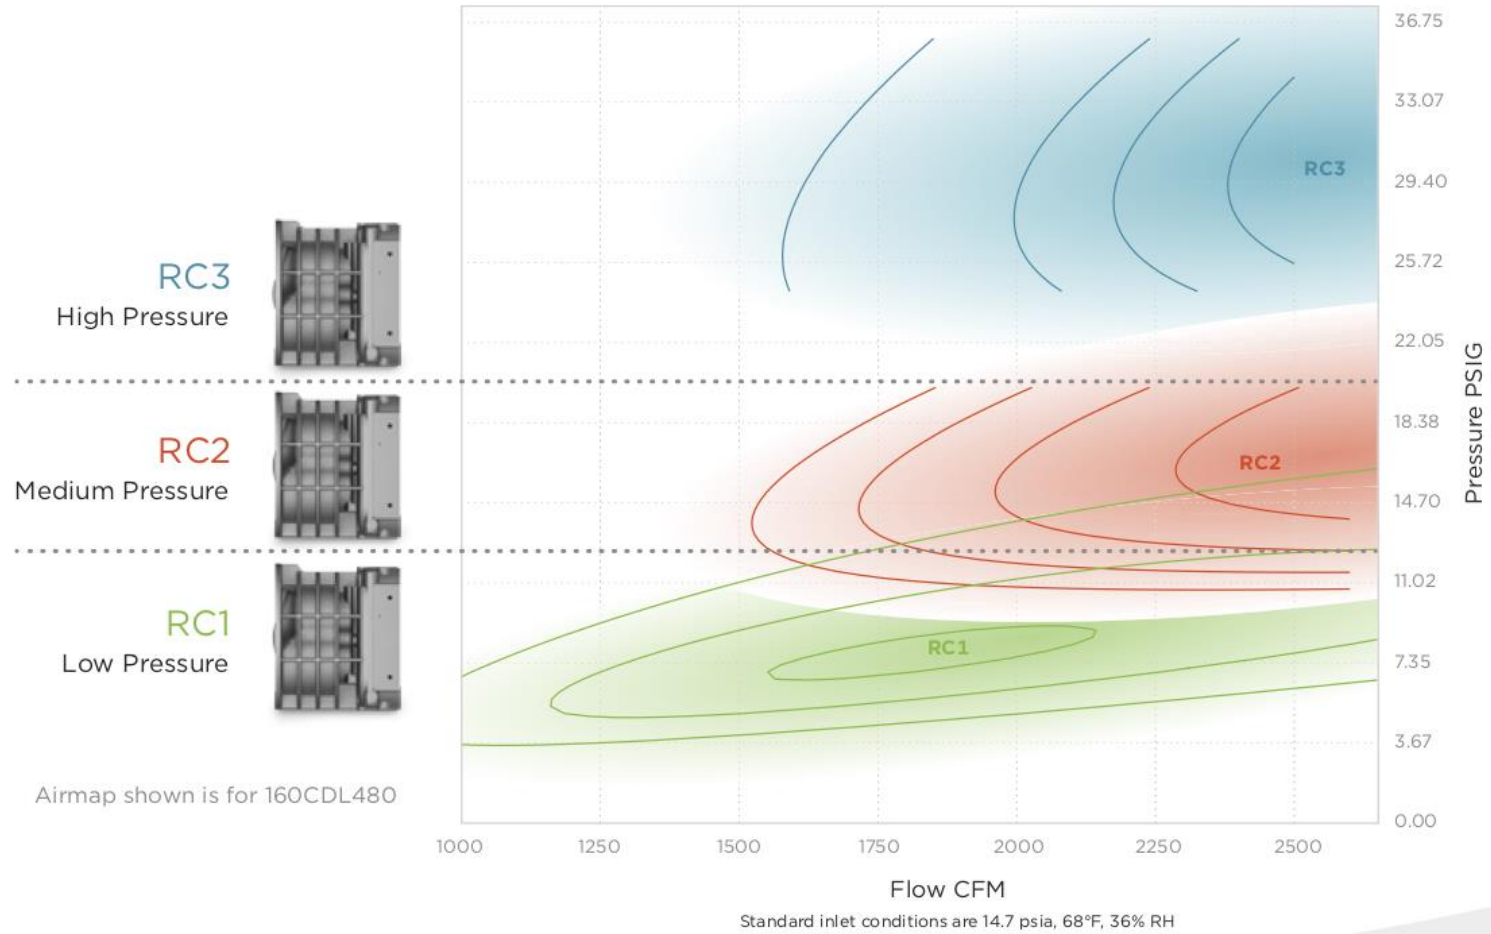 36.75
33.07
RC3
29.40
25.72
22.05
18.38
RC2
14.70
11.02
7.35
RC1
3.67
0.00
Pressure PSIG
RC3
High Pressure
RC2
Medium Pressure
RC1
Low Pressure
Airmap shown is for 160CDL480
1000 1250 1500 1750 2000 2250 2500
Flow CFM
Standard inlet conditions are 14.7 psia, 68°F, 36% RH